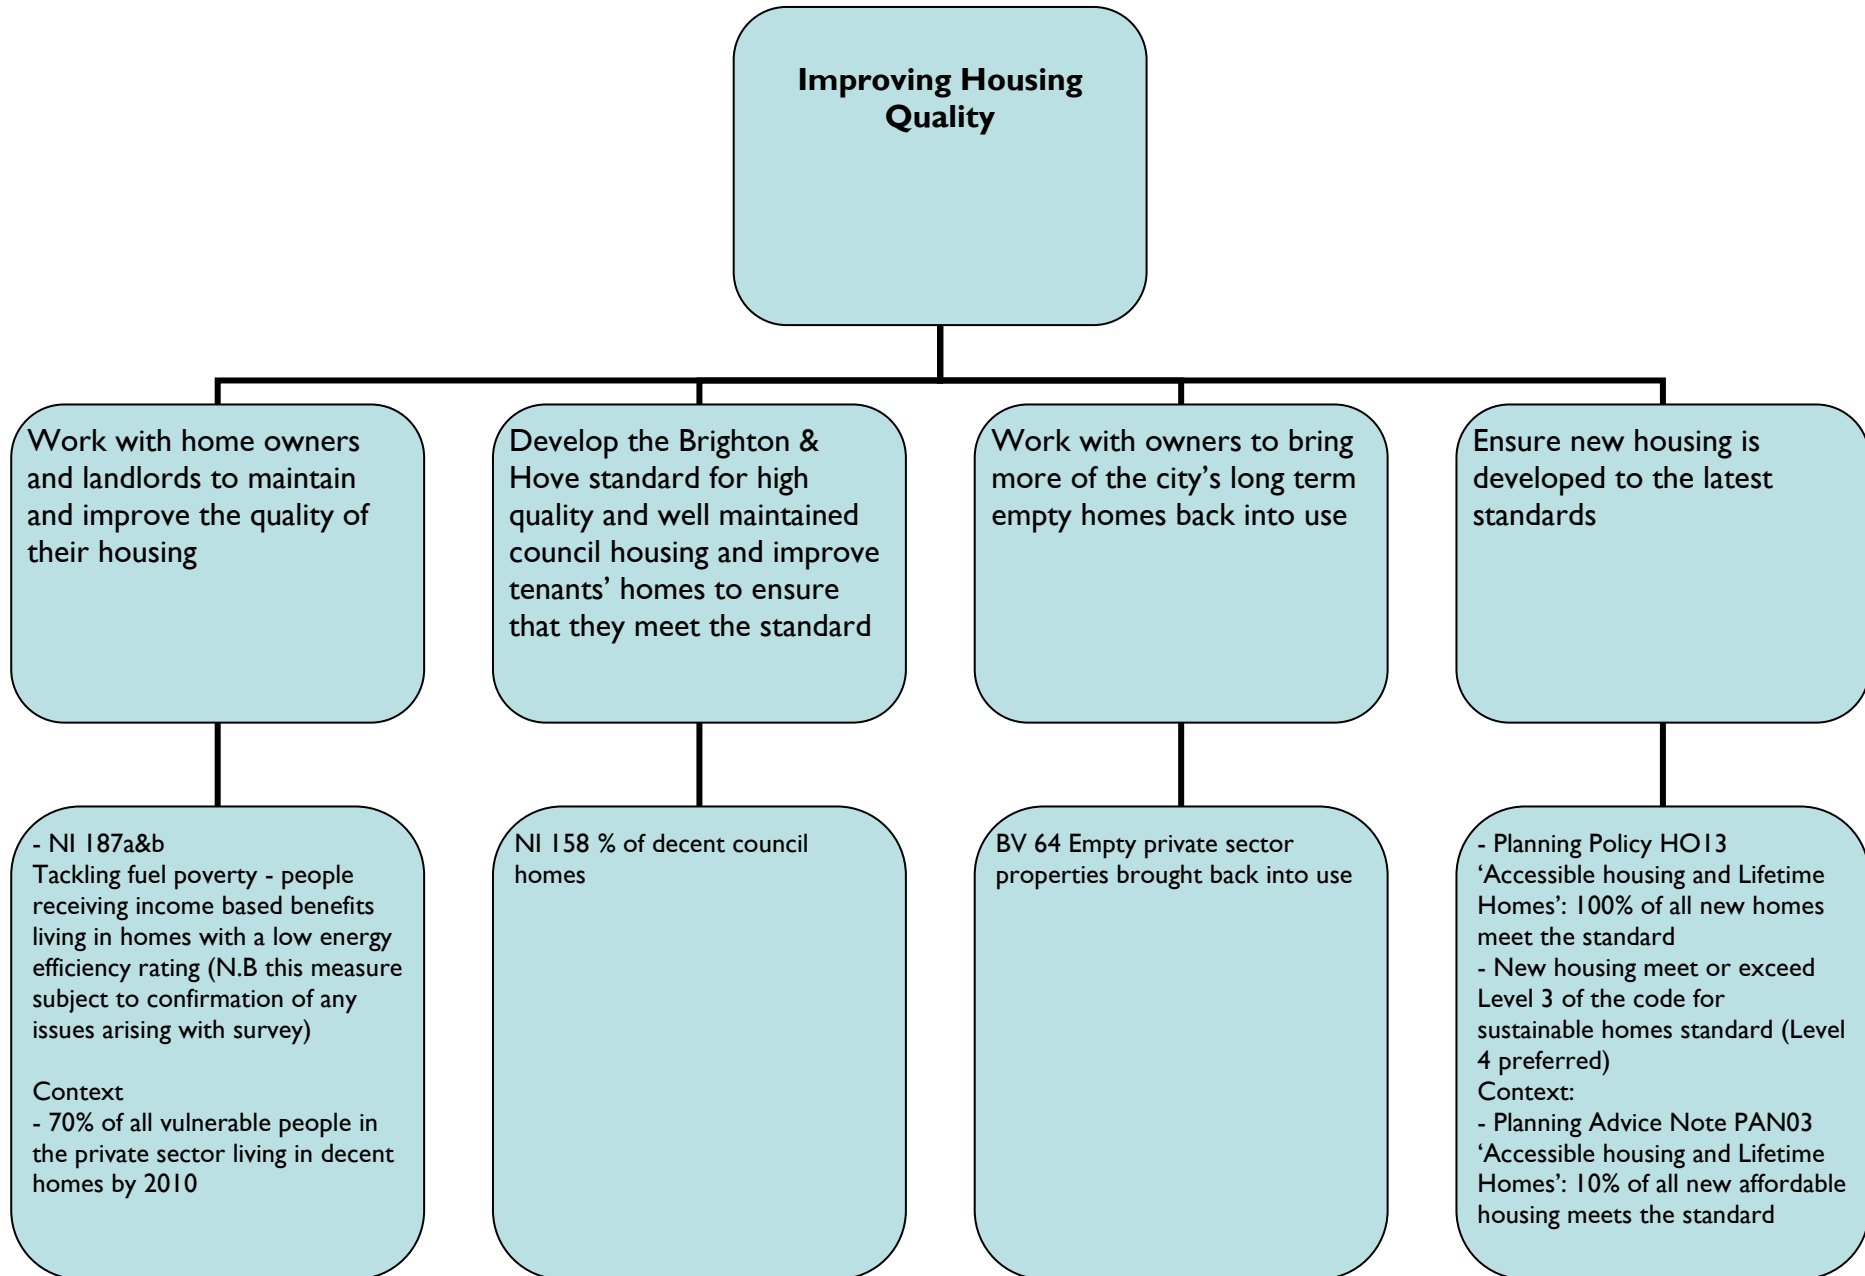 Improving Housing
Quality
Work with home owners
and landlords to maintain
and improve the quality of
their housing
Develop the Brighton &
Hove standard for high
quality and well maintained
council housing and improve
tenants’ homes to ensure
that they meet the standard
Work with owners to bring
more of the city’s long term
empty homes back into use
Ensure new housing is
developed to the latest
standards
- NI 187a&b
Tackling fuel poverty - people
receiving income based benefits
living in homes with a low energy
efficiency rating (N.B this measure
subject to confirmation of any
issues arising with survey)
Context
- 70% of all vulnerable people in
the private sector living in decent
homes by 2010
NI 158 % of decent council
homes
BV 64 Empty private sector
properties brought back into use
- Planning Policy HO13
‘Accessible housing and Lifetime
Homes’: 100% of all new homes
meet the standard
- New housing meet or exceed
Level 3 of the code for
sustainable homes standard (Level
4 preferred)
Context:
- Planning Advice Note PAN03
‘Accessible housing and Lifetime
Homes’: 10% of all new affordable
housing meets the standard